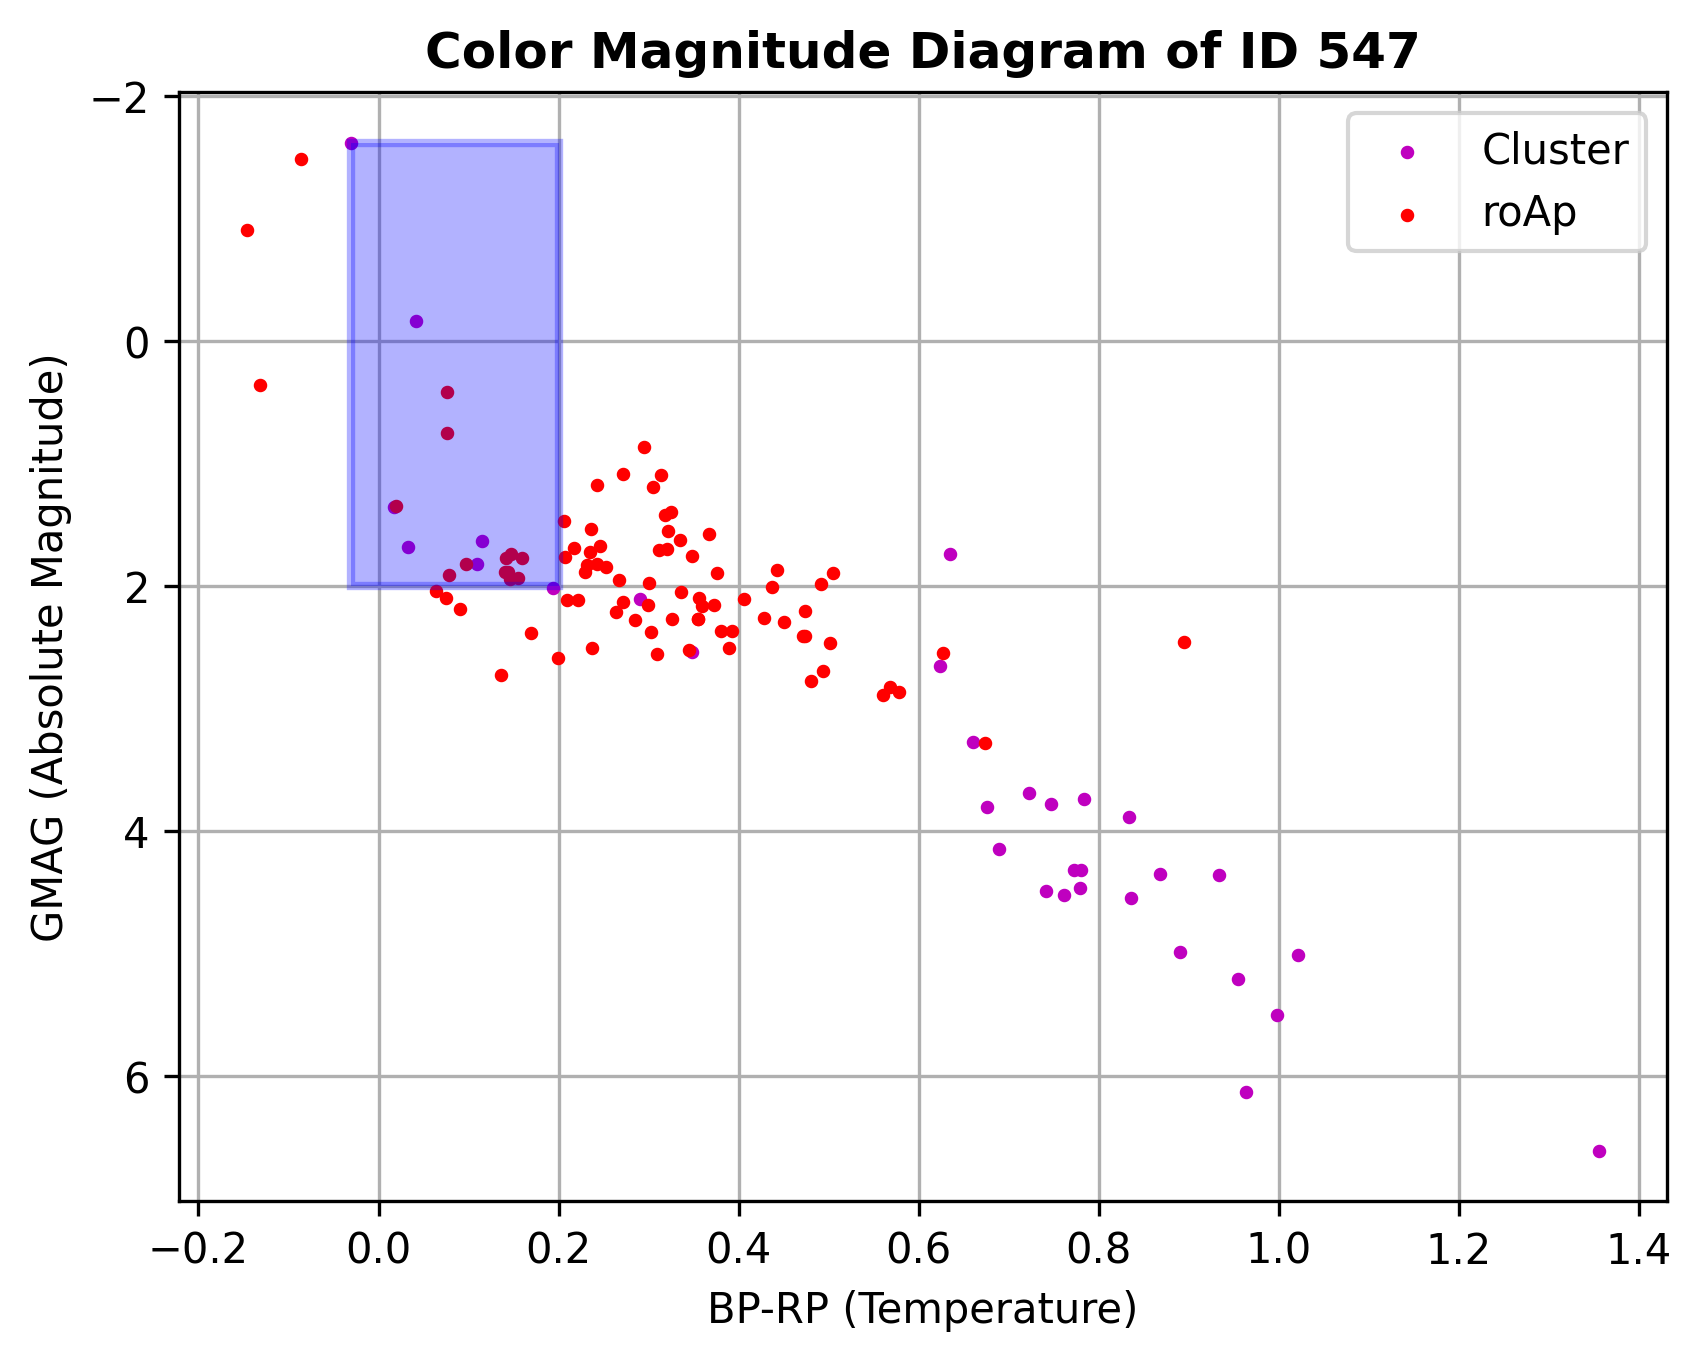 Color Magnitude Diagram of ID 547
Cluster
roAp
GMAG (Absolute Magnitude)
−2
0
2
4
6
−0.2 0.0 0.2 0.4 0.6 0.8 1.0 1.2 1.4
BP-RP (Temperature)